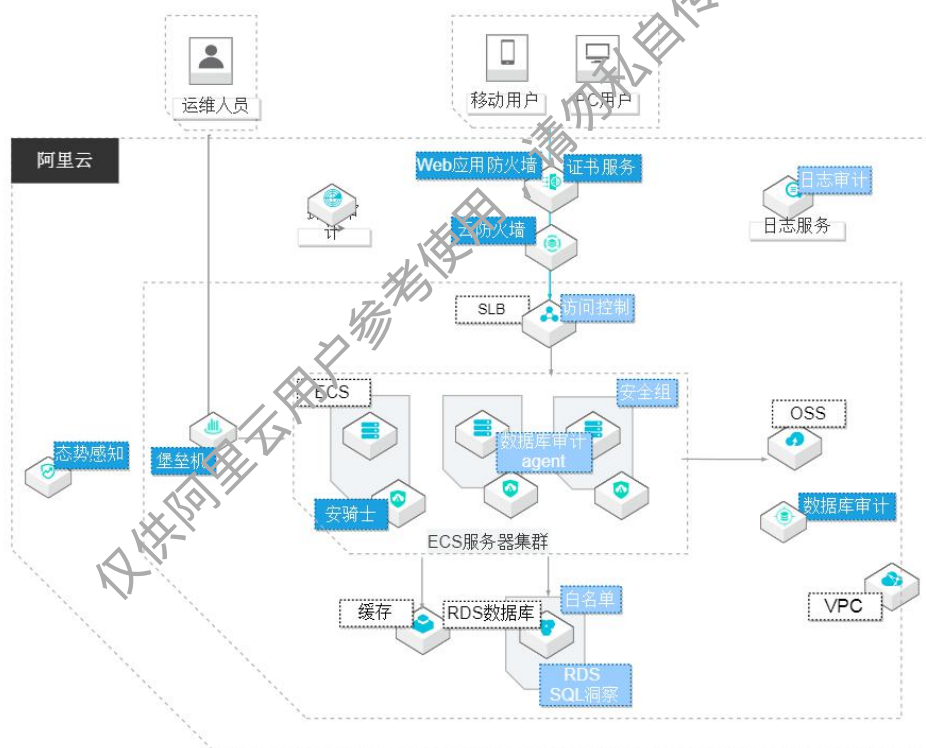 运维人员
移动用户
PC用户
阿里云
Web应用防火墙
证书服务
日志审计
计
日志服务
云防火墙
SLB
访问控制
ECS
安全组
OSS
态势感知
堡垒机
数据库审计
agent
数据库审计
安骑士
ECS服务器集群
缓存
RDS数据库
白名单
VPC
RDS
SQL洞察
仅供阿里云用户参考使用,请勿私自传